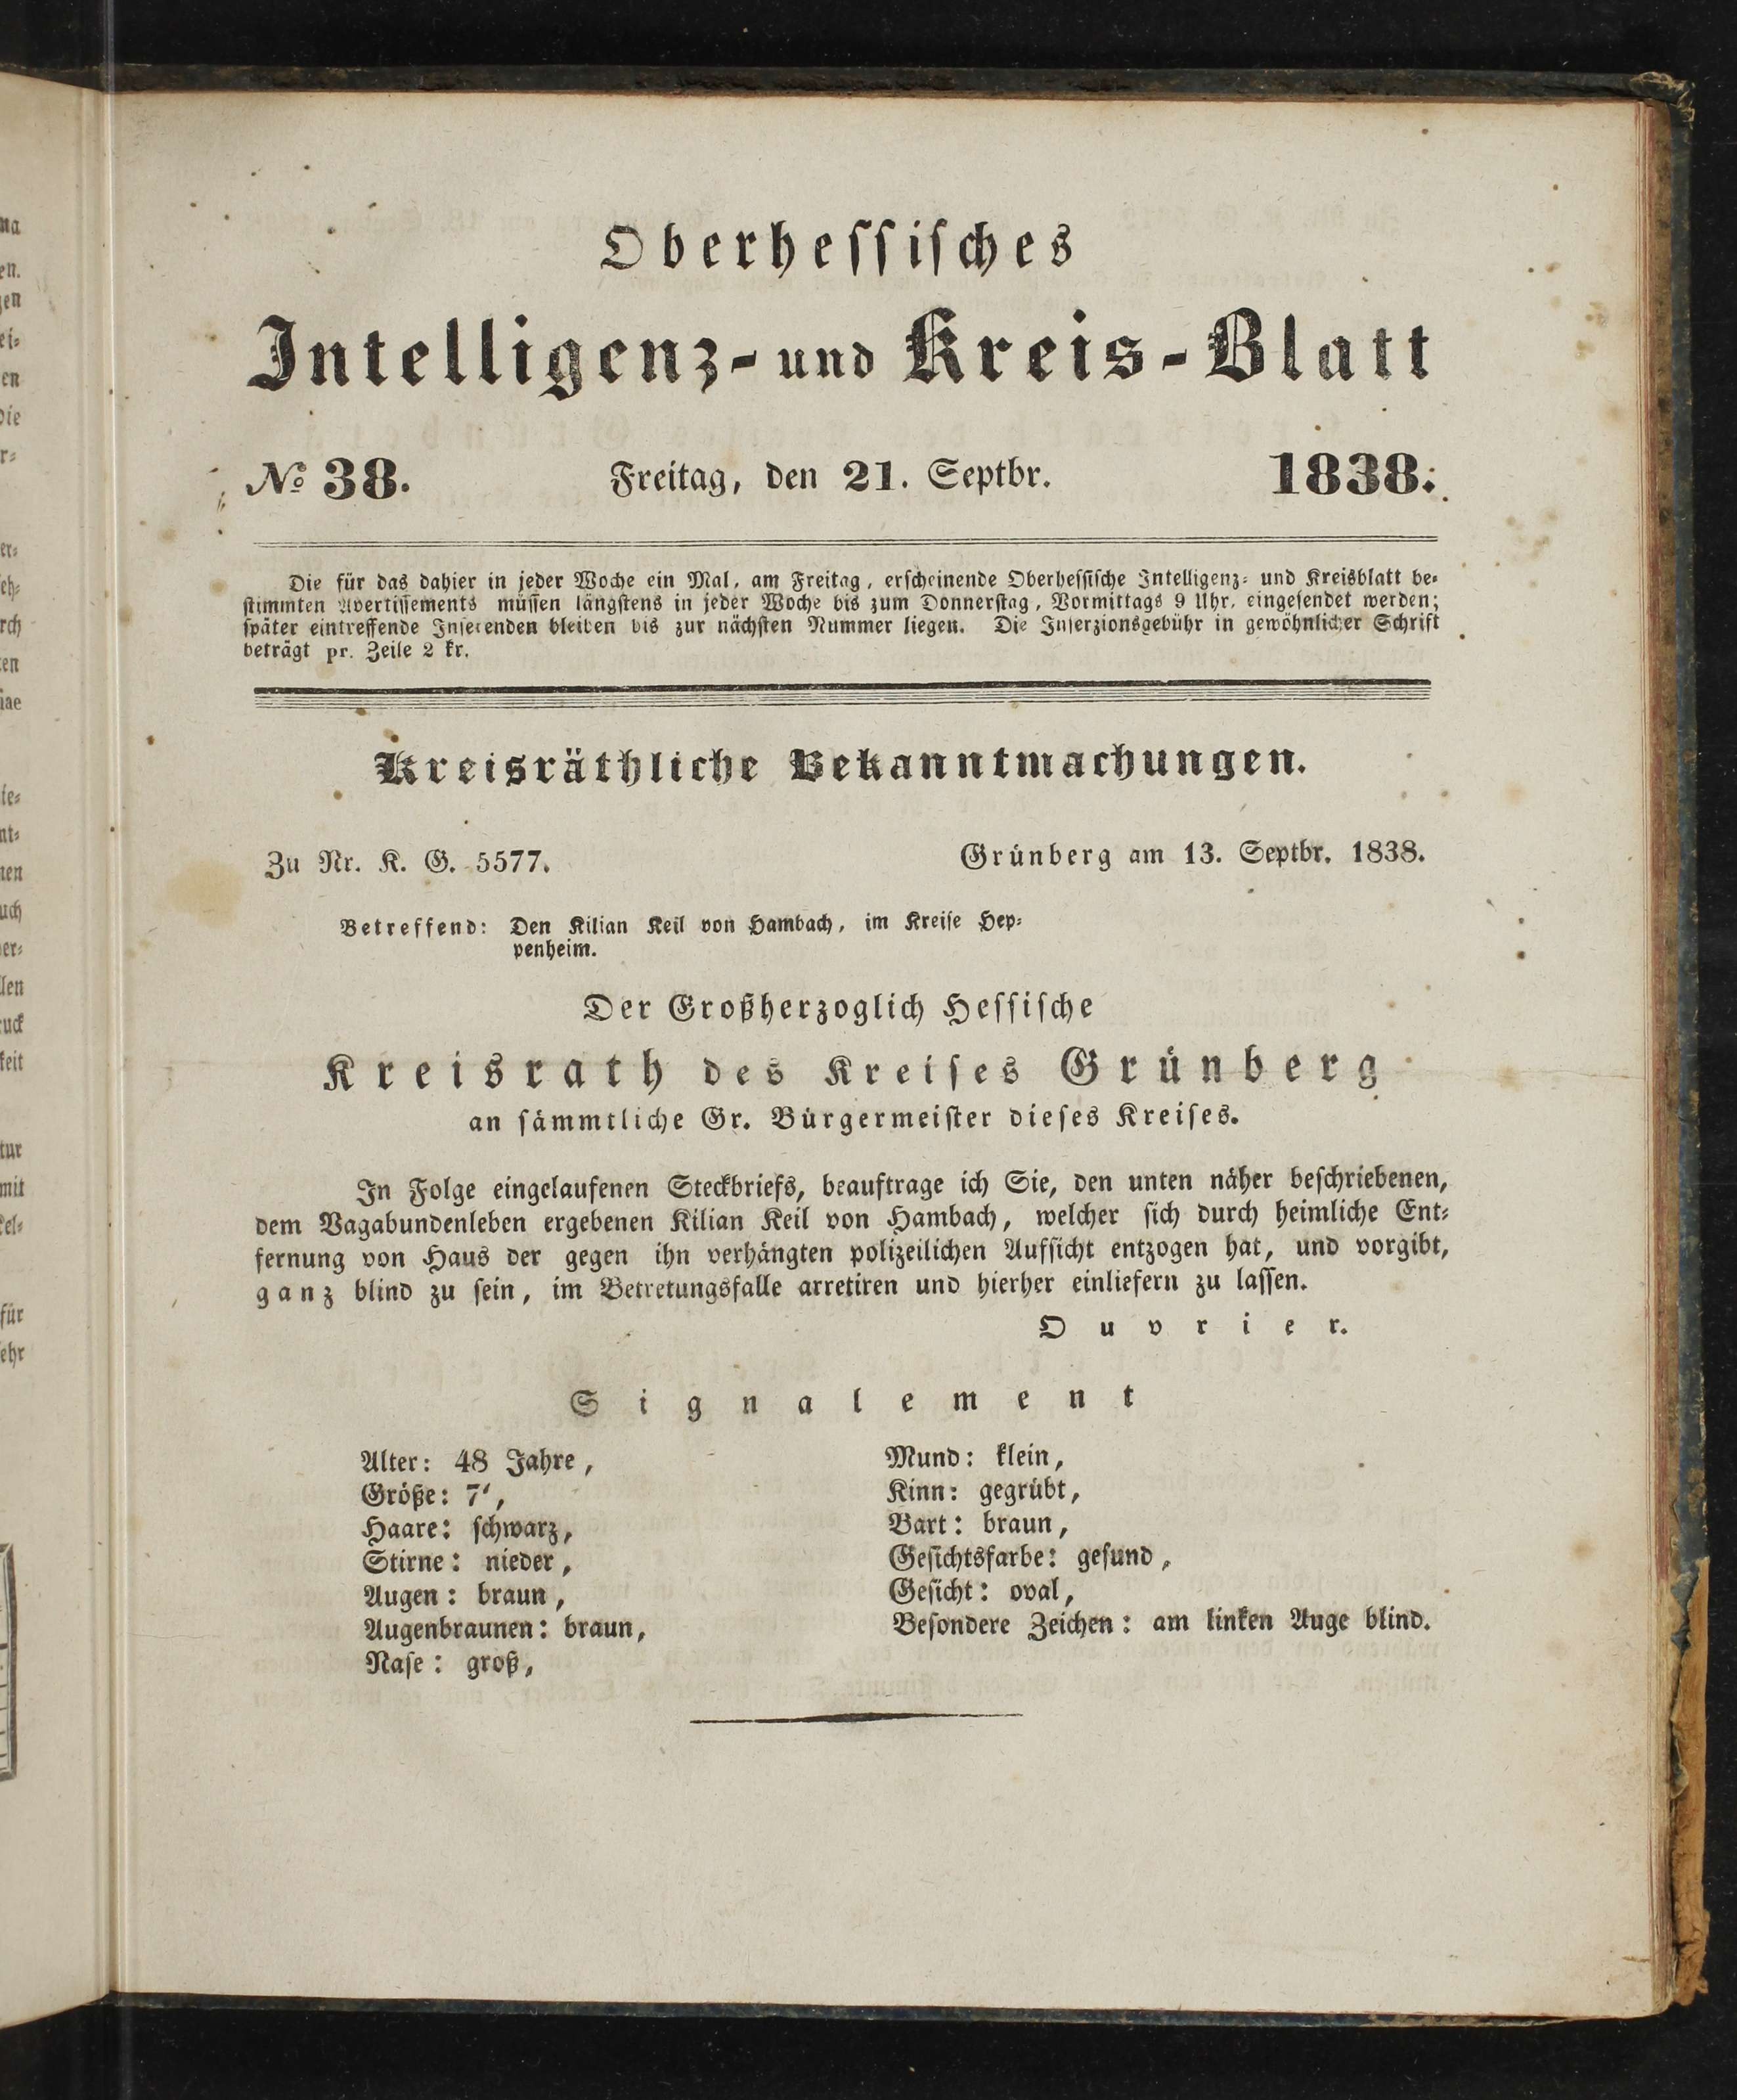 Oberhessisches
Intelligenz- und Kreis-Blatt
No 38. Freitag, den 21. Septbr. 1838.
Die für das dahier in jeder Woche ein Mal, am Freitag, erscheinende Oberhessische Intelligenz- und Kreisblatt be-
stimmten Avertissements müssen längstens in jeder Woche bis zum Donnerstag, Vormittags 9 Uhr, eingesendet werden;
später eintreffende Inserenden bleiben bis zur nächsten Nummer liegen. Die Inserzionsgebühr in gewöhnlicher Schrift
beträgt pr. Zeile 2 kr.
Kreisräthliche Bekanntmachungen.
Zu Nr. K. G. 5577. Grünberg am 13. Septbr. 1838.
Betreffend: Den Kilian Keil von Hambach, im Kreise Hep-
penheim.
Der Großherzoglich Hessische
Kreisrath des Kreises Grünberg
an sämmtliche Gr. Bürgermeister dieses Kreises.
In Folge eingelaufenen Steckbriefs, beauftrage ich Sie, den unten näher beschriebenen,
dem Vagabundenleben ergebenen Kilian Keil von Hambach, welcher sich durch heimliche Ent-
fernung von Haus der gegen ihn verhängten polizeilichen Aufsicht entzogen hat, und vorgibt,
ganz blind zu sein, im Betretungsfalle arretiren und hierher einliefern zu lassen.
Ouvrier.
Signalement
Alter: 48 Jahre,
Größe: 7',
Haare: schwarz,
Stirne: nieder,
Augen: braun,
Augenbraunen: braun,
Nase: groß,
Mund: klein,
Kinn: gegrübt,
Bart: braun,
Gesichtsfarbe: gesund,
Gesicht: oval,
Besondere Zeichen: am linken Auge blind.